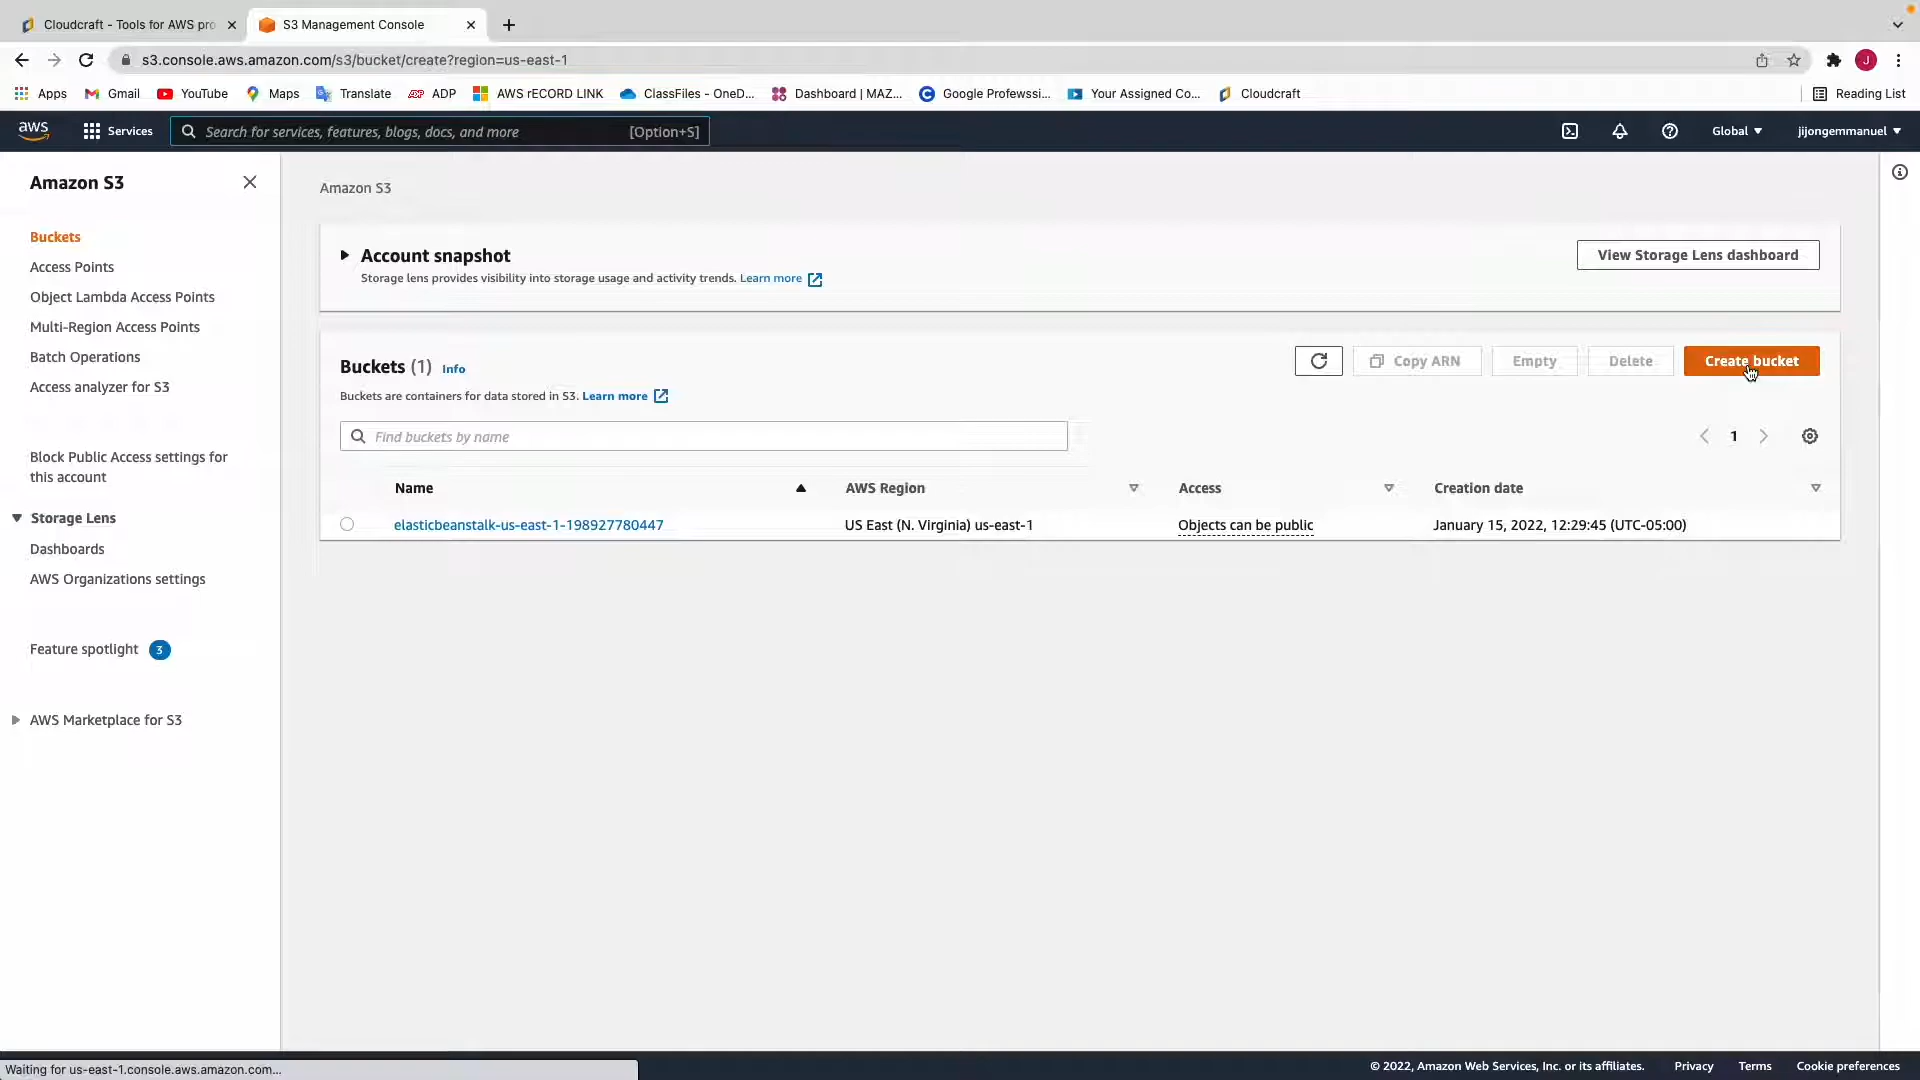 Cloudcraft - Tools for AWS pro
S3 Management Console
s3.console.aws.amazon.com/s3/bucket/create?region=us-east-1
J
Apps
Gmail
YouTube
Maps
Translate
ADP
AWS rECORD LINK
ClassFiles - OneD...
Dashboard | MAZ...
Google Profewssi...
Your Assigned Co...
Cloudcraft
Reading List
aws
Services
Search for services, features, blogs, docs, and more
[Option+S]
Global
jijongemmanuel
Amazon S3
Buckets
Access Points
Object Lambda Access Points
Multi-Region Access Points
Batch Operations
Access analyzer for S3
Block Public Access settings for
this account
Storage Lens
Dashboards
AWS Organizations settings
Feature spotlight 3
AWS Marketplace for S3
Amazon S3
Account snapshot
Storage lens provides visibility into storage usage and activity trends. Learn more
View Storage Lens dashboard
Buckets (1) Info
Buckets are containers for data stored in S3. Learn more
Copy ARN
Empty
Delete
Create bucket
Find buckets by name
1
Name
AWS Region
Access
Creation date
elasticbeanstalk-us-east-1-198927780447
US East (N. Virginia) us-east-1
Objects can be public
January 15, 2022, 12:29:45 (UTC-05:00)
Waiting for us-east-1.console.aws.amazon.com...
© 2022, Amazon Web Services, Inc. or its affiliates.
Privacy
Terms
Cookie preferences